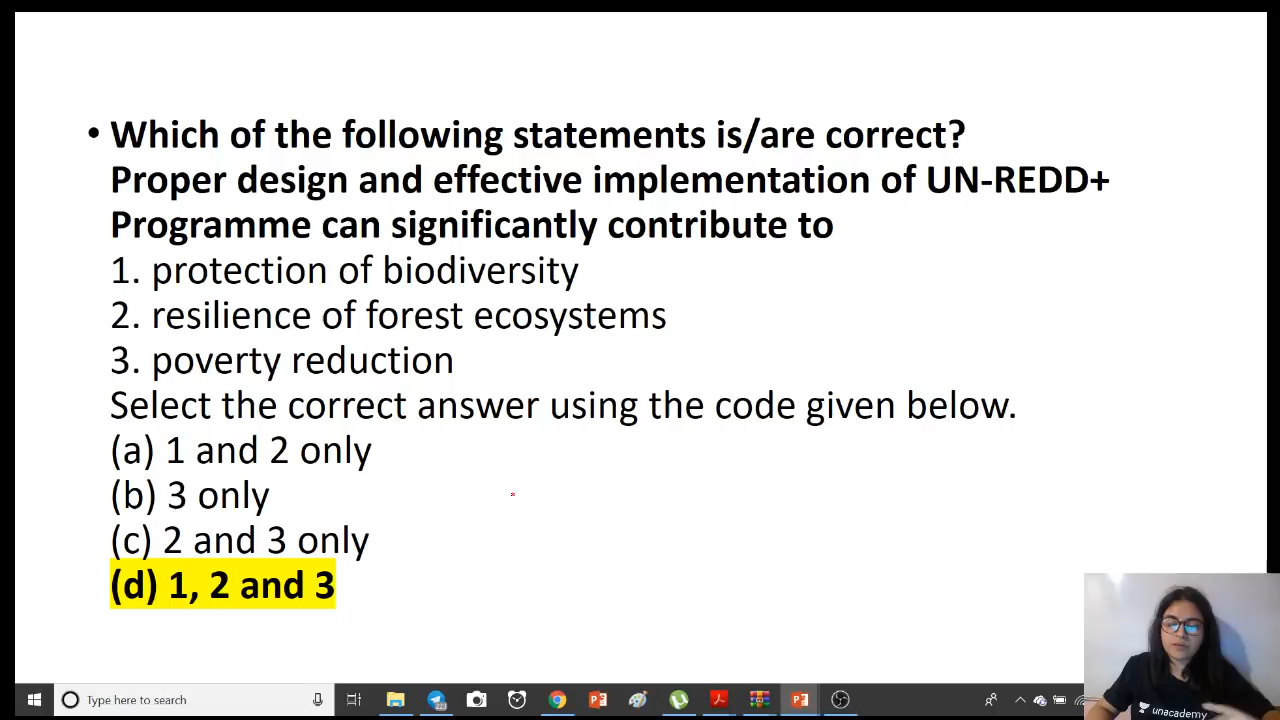 • Which of the following statements is/are correct?
Proper design and effective implementation of UN-REDD+
Programme can significantly contribute to
1. protection of biodiversity
2. resilience of forest ecosystems
3. poverty reduction
Select the correct answer using the code given below.
(a) 1 and 2 only
(b) 3 only
(c) 2 and 3 only
(d) 1, 2 and 3
unacademy
Type here to search